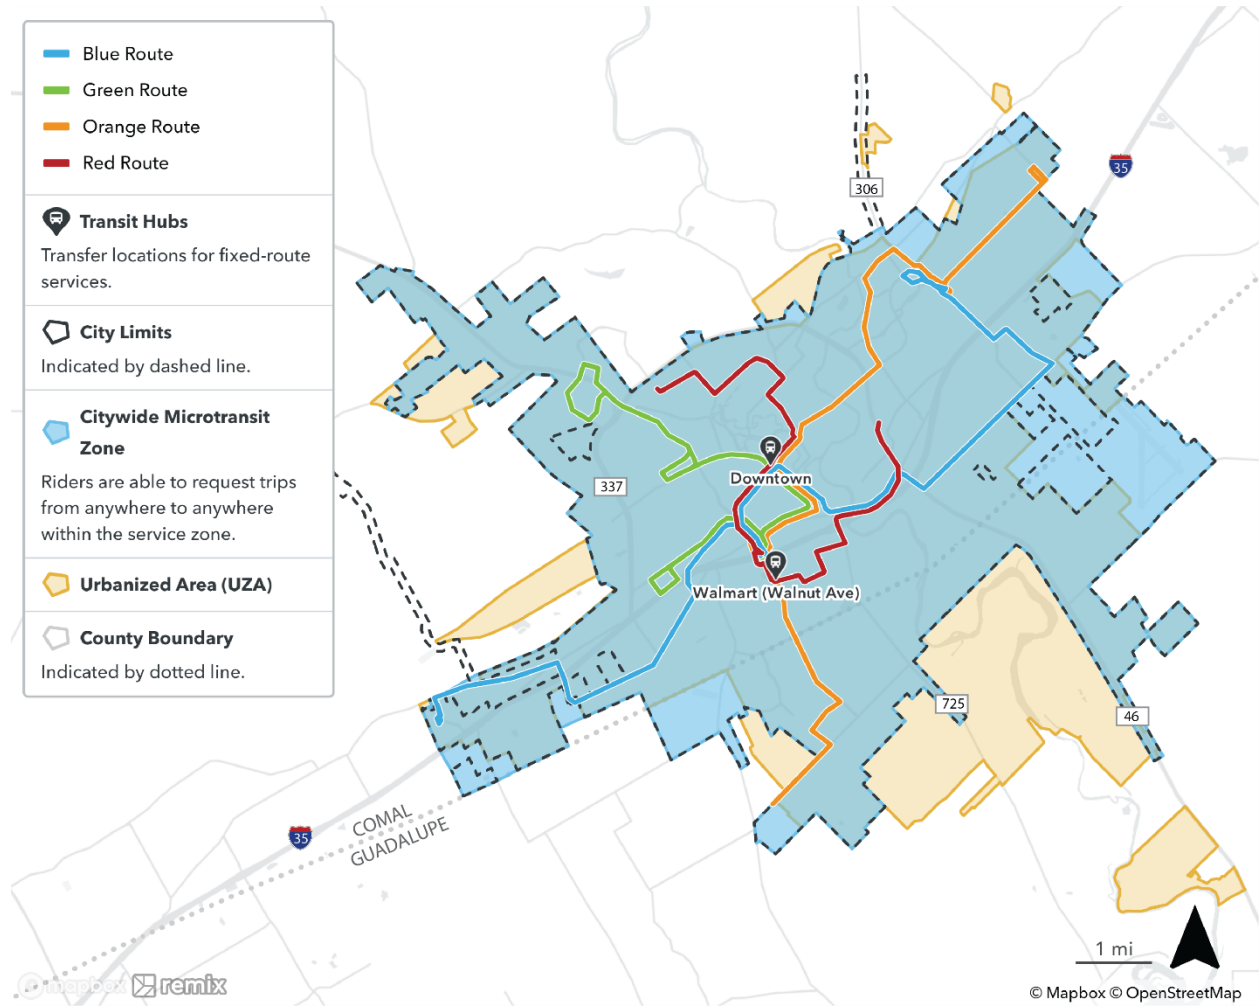 Blue Route
Green Route
Orange Route
Red Route
Transit Hubs
Transfer locations for fixed-route
services.
City Limits
Indicated by dashed line.
Citywide Microtransit
Zone
Riders are able to request trips
from anywhere to anywhere
within the service zone.
Urbanized Area (UZA)
County Boundary
Indicated by dotted line.
35
306
337
Downtown
Walmart (Walnut Ave)
725
46
35
COMAL
GUADALUPE
1 mi
mapbox
remix
© Mapbox © OpenStreetMap